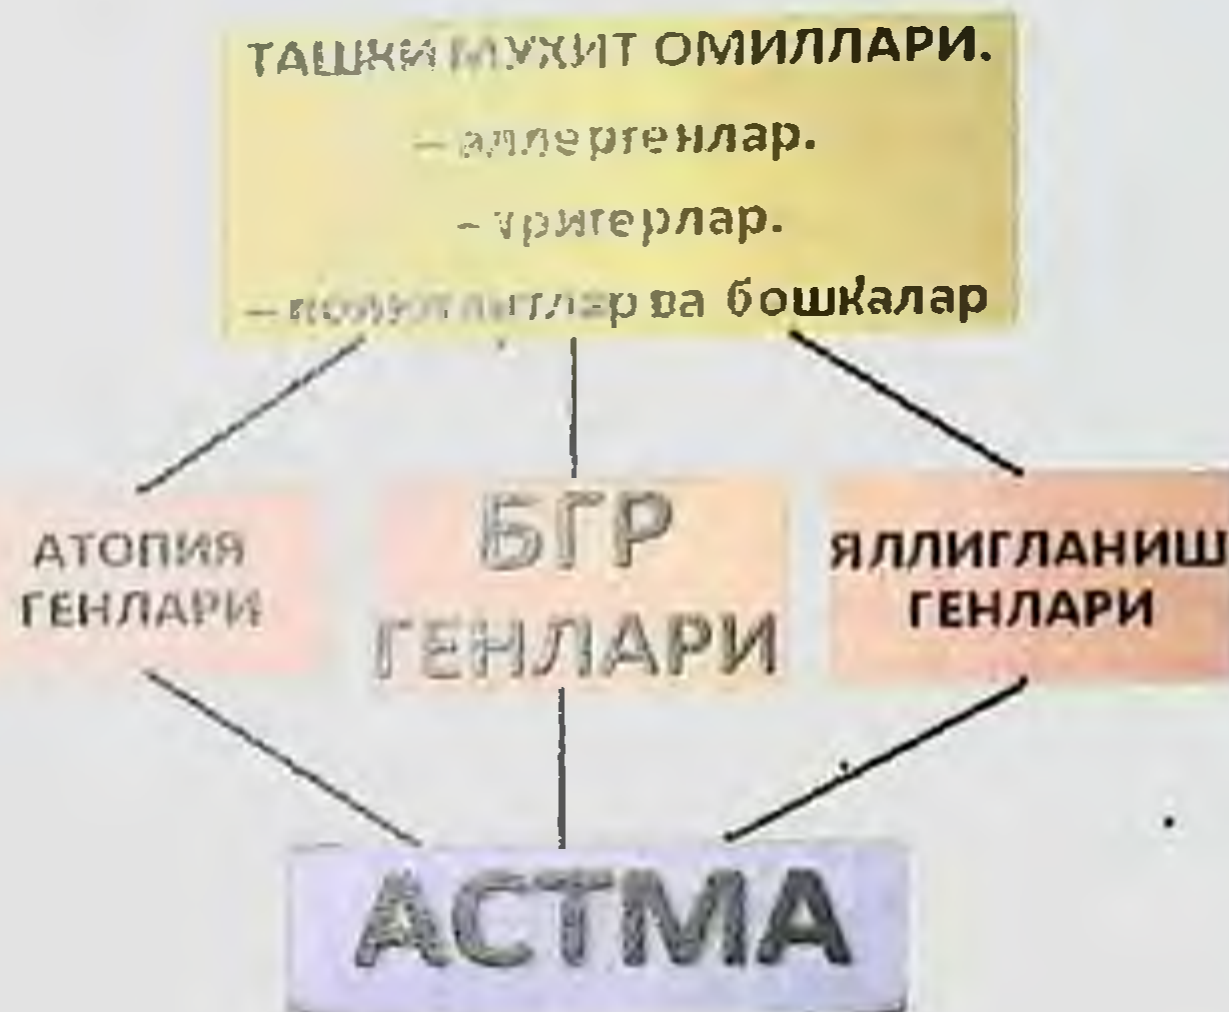 ТАШКИ МУХИТ ОМИЛЛАРИ.
– аллергенлар.
– тригерлар.
– ва бошкалар
АТОПИЯ
ГЕНЛАРИ
БГР
ГЕНЛАРИ
ЯЛЛИГЛАНИШ
ГЕНЛАРИ
АСТМА